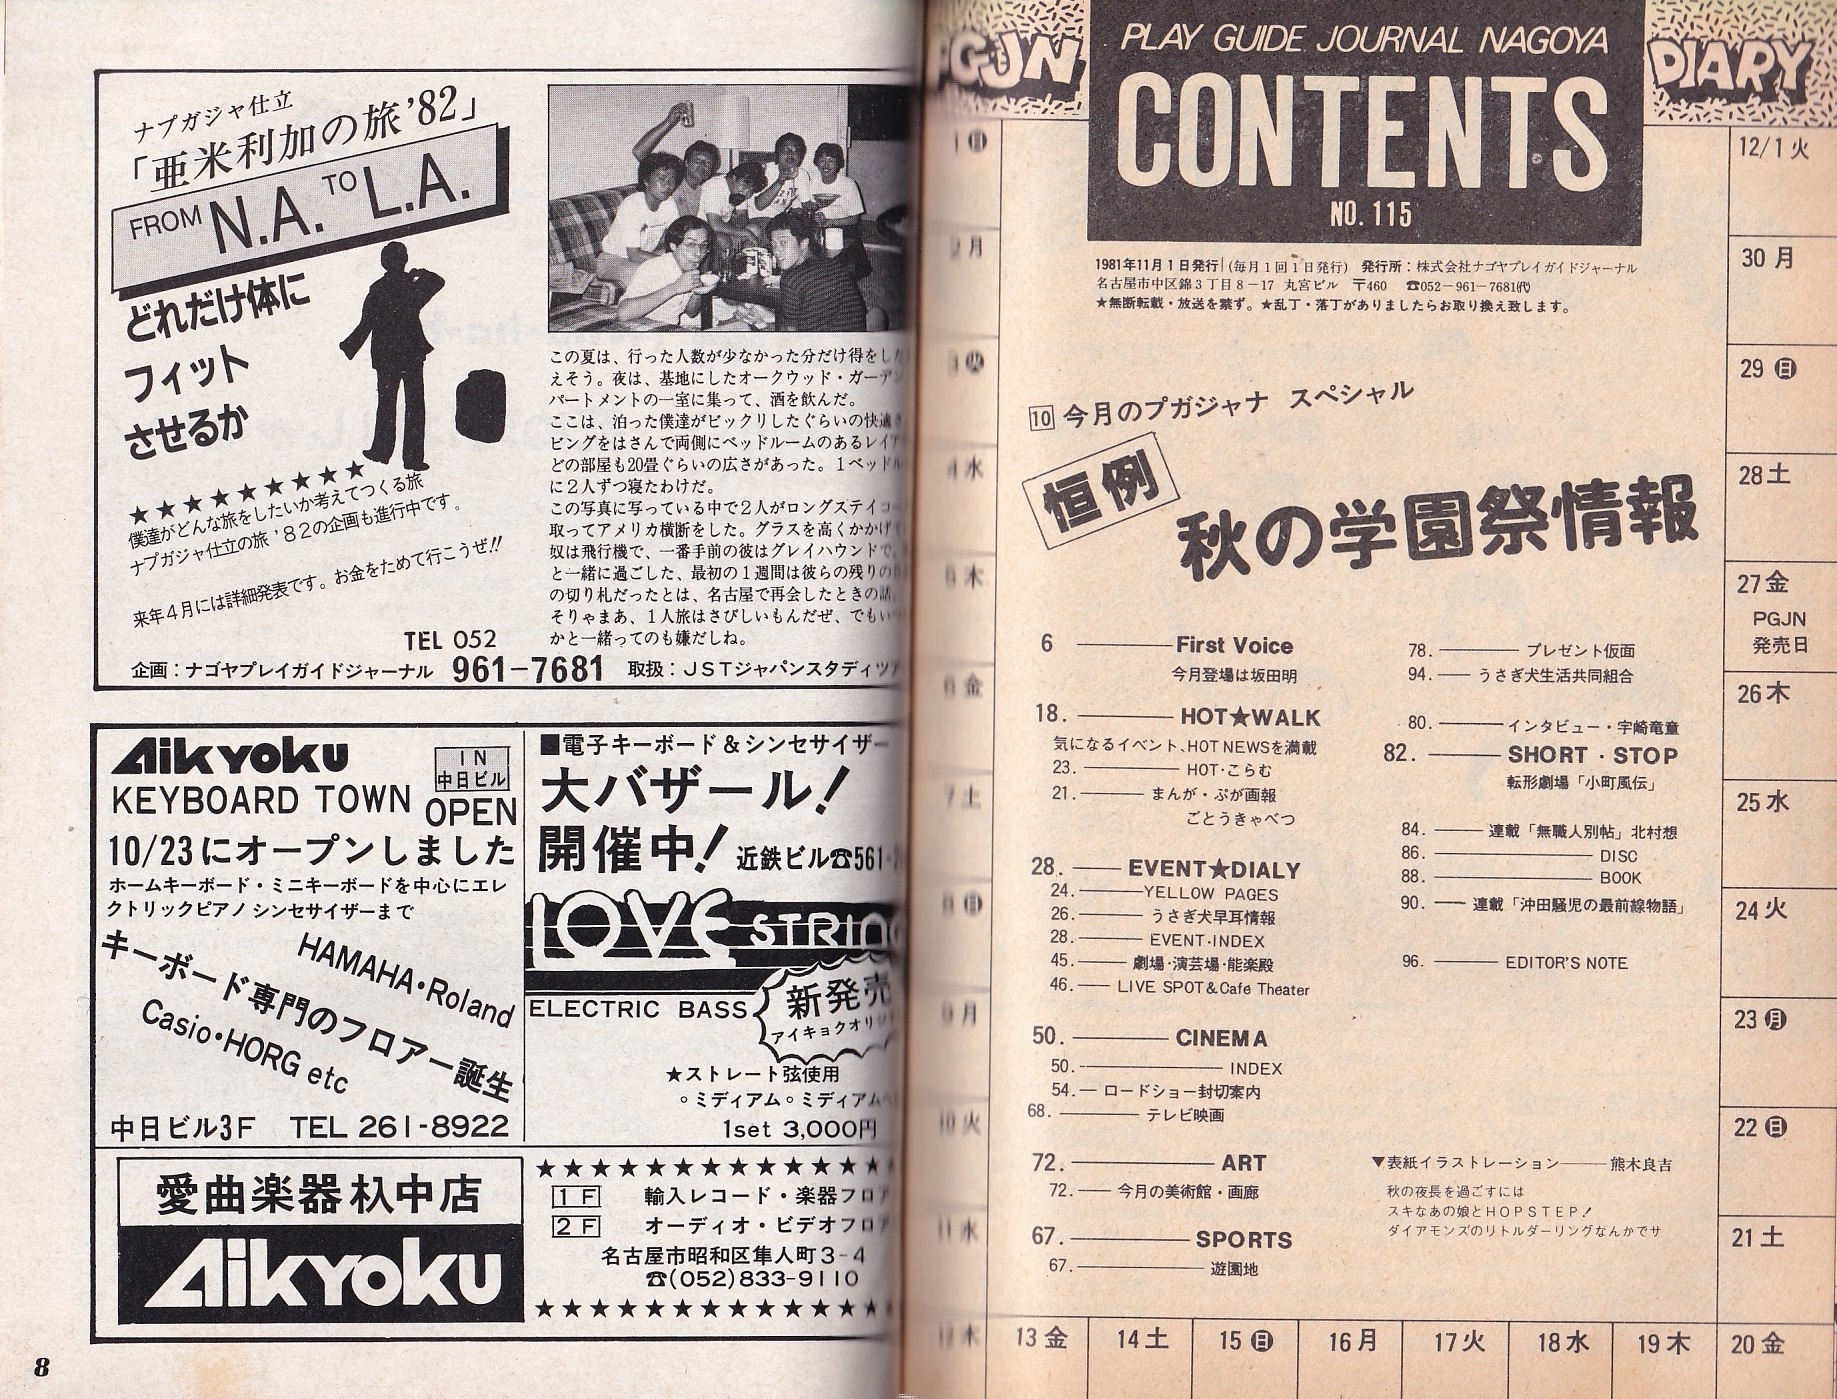 ナプガジャ仕立
「亜米利加の旅'82」
FROM N.A. TO L.A.
どれだけ体に
フィット
させるか
★★★★★★★★★
僕達がどんな旅をしたいか考えてつくる旅
ナプガジャ仕立の旅'82の企画も進行中です。
来年4月には詳細発表です。お金をためて行こうぜ!!
TEL 052
企画：ナゴヤプレイガイドジャーナル 961-7681 取扱：JSTジャパンスタディツア
この夏は、行った人数が少なかった分だけ得をした
えそう。夜は、基地にしたオークウッド・ガーデン
パートメントの一室に集って、酒を飲んだ。
ここは、泊った僕達がビックリしたぐらいの快適さ
ビングをはさんで両側にベッドルームのあるレイア
どの部屋も20畳ぐらいの広さがあった。1ベッドル
に2人ずつ寝たわけだ。
この写真に写っている中で2人がロングステイコー
取ってアメリカ横断をした。グラスを高くかかげて
奴は飛行機で、一番手前の彼はグレイハウンドで。
と一緒に過ごした、最初の1週間は彼らの残りの
の切り札だったとは、名古屋で再会したときの話。
そりゃまあ、1人旅はさびしいもんだぜ、でもい
かと一緒ってのも嫌だしね。
Aikyoku
IN
中日ビル
KEYBOARD TOWN OPEN
10/23にオープンしました
ホームキーボード・ミニキーボードを中心にエレ
クトリックピアノ シンセサイザーまで
HAMAHA・Roland
キーボード専門のフロアー誕生
Casio・HORG etc
中日ビル3F TEL 261-8922
■電子キーボード＆シンセサイザー
大バザール!
開催中! 近鉄ビル☎561-
LOVE STRING
ELECTRIC BASS
新発売
アイキョクオリジ
★ストレート弦使用
。ミディアム。ミディアム
1set 3,000円
愛曲楽器杁中店
Aikyoku
★★★★★★★★★★★★★
1F 輸入レコード・楽器フロア
2F オーディオ・ビデオフロア
名古屋市昭和区隼人町3-4
☎(052)833-9110
★★★★★★★★★★★★★
8
PGJN
DIARY
PLAY GUIDE JOURNAL NAGOYA
CONTENTS
NO. 115
1981年11月1日発行（毎月1回1日発行） 発行所：株式会社ナゴヤプレイガイドジャーナル
名古屋市中区錦3丁目8-17 丸宮ビル 〒460 ☎052-961-7681㈹
★無断転載・放送を禁ず。★乱丁・落丁がありましたらお取り換え致します。
10 今月のプガジャナ スペシャル
恒例
秋の学園祭情報
6 First Voice
今月登場は坂田明
18. HOT★WALK
気になるイベント、HOT NEWSを満載
23. HOT・こらむ
21. まんが・ぷが画報
ごとうきゃべつ
28. EVENT★DIALY
24. YELLOW PAGES
26. うさぎ犬早耳情報
28. EVENT・INDEX
45. 劇場・演芸場・能楽殿
46. LIVE SPOT＆Cafe Theater
50. CINEMA
50. INDEX
54. ロードショー封切案内
68. テレビ映画
72. ART
72. 今月の美術館・画廊
67. SPORTS
67. 遊園地
78. プレゼント仮面
94. うさぎ犬生活共同組合
80. インタビュー・宇崎竜童
82. SHORT・STOP
転形劇場「小町風伝」
84. 連載「無職人別帖」北村想
86. DISC
88. BOOK
90. 連載「沖田騒児の最前線物語」
96. EDITOR'S NOTE
▼表紙イラストレーション 熊木良吉
秋の夜長を過ごすには
スキなあの娘とHOP STEP!
ダイアモンズのリトルダーリングなんかでサ
1 日
2 月
3 火
4 水
5 木
6 金
7 土
8 日
9 月
10 火
11 水
12 木
13 金
14 土
15 日
16 月
17 火
18 水
19 木
20 金
21 土
22 日
23 月
24 火
25 水
26 木
27 金
PGJN
発売日
28 土
29 日
30 月
12/1 火